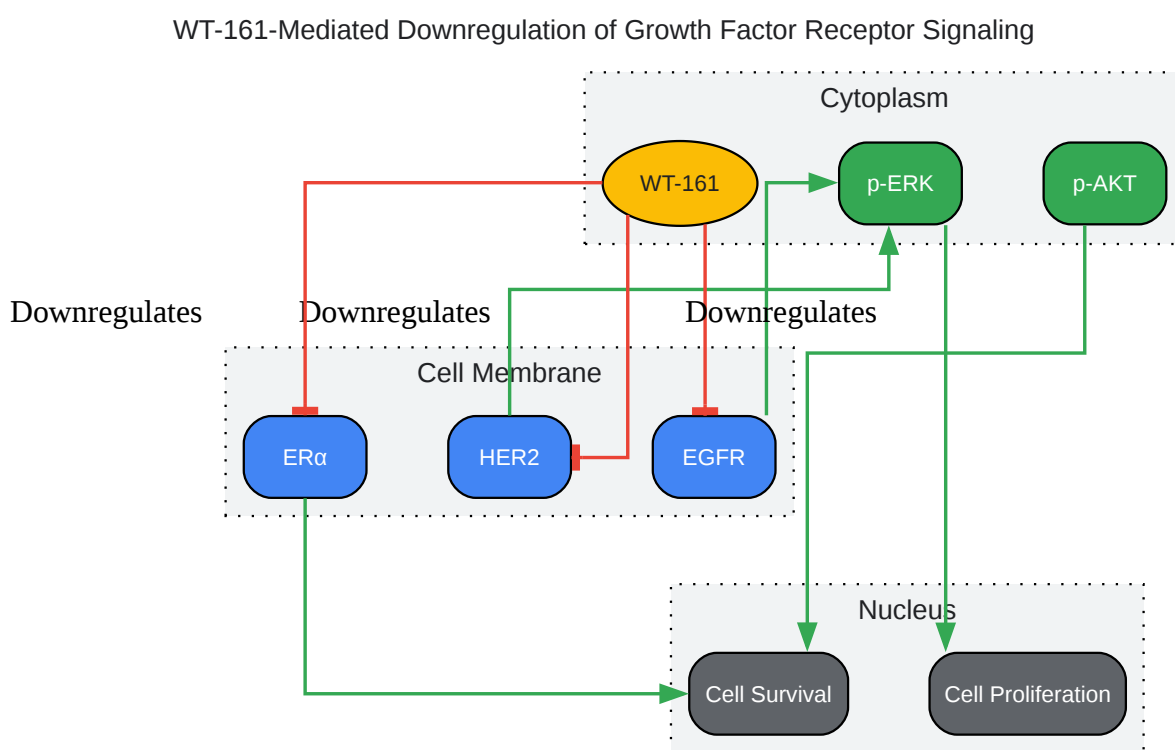 WT-161-Mediated Downregulation of Growth Factor Receptor Signaling
Cytoplasm
WT-161
p-ERK
p-AKT
Downregulates
Downregulates
Downregulates
Cell Membrane
ERα
HER2
EGFR
Nucleus
Cell Survival
Cell Proliferation